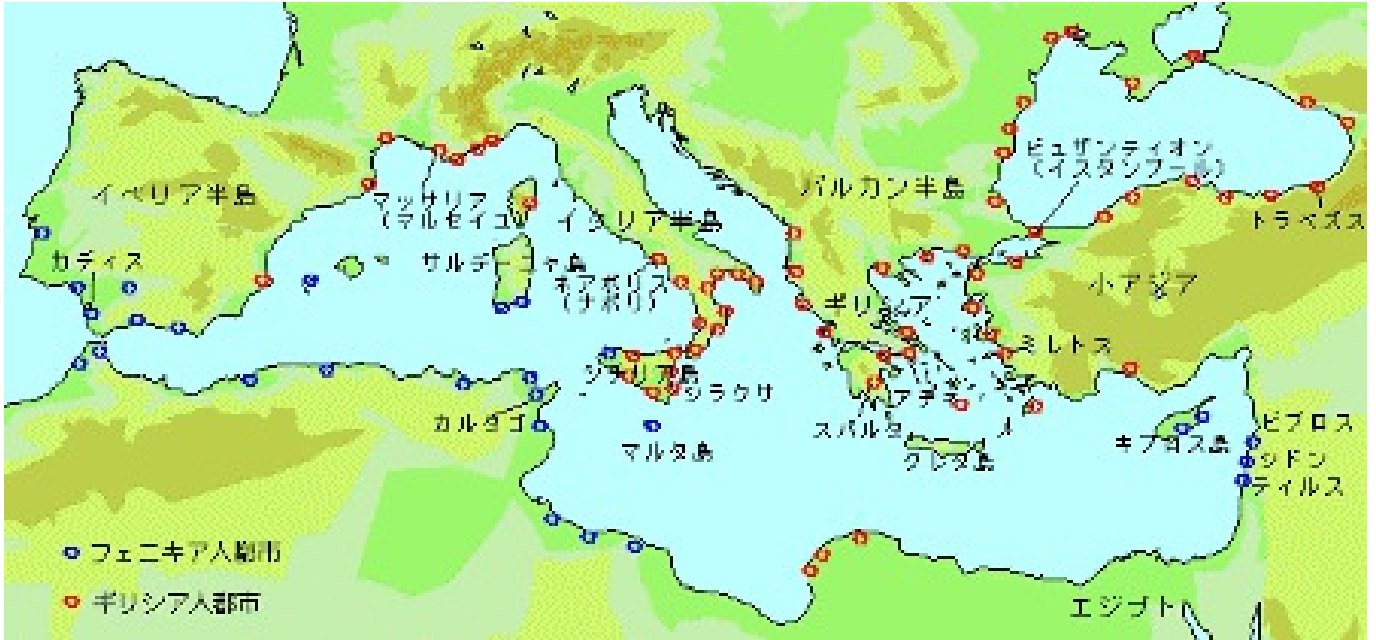 イベリア半島
カディス
マッサリア
(マルセイユ)
サルデーニャ島
イタリア半島
ネアポリス
(ナポリ)
バルカン半島
ビュザンティオン
(イスタンブール)
トラペズス
小アジア
ギリシア
ミレトス
アテネ
スパルタ
クレタ島
シチリア島
シラクサ
マルタ島
カルタゴ
キプロス島
ビブロス
シドン
ティルス
エジプト
フェニキア人都市
ギリシア人都市